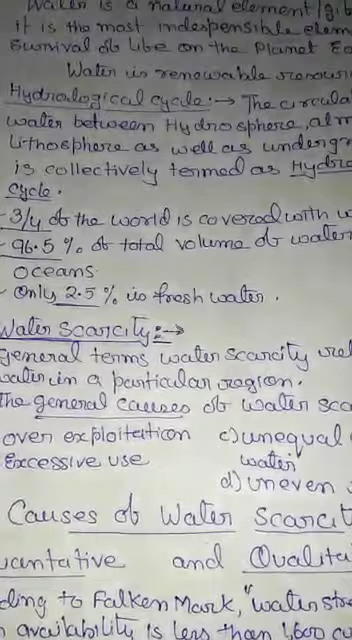 Water is a natural element
it is the most indespensible elem
Survival of life on the Planet Ea
Water is renewable resour
Hydrological cycle:→ The circula
water between Hydrosphere, atm
lithosphere as well as undergr
is collectively termed as Hydro
cycle.
- 3/4 of the world is covered with w
- 96.5 % of total volume of water
oceans
- Only 2.5 % is fresh water.
Water Scarcity:→
general terms water scarcity rel
water in a particular region.
The general causes of water sca
over exploitation c) unequal
Excessive use water
d) uneven
Causes of Water Scarcit
uantative and Qualita
ding to Falken Mark, "water stre
availability is less than 1600 cu